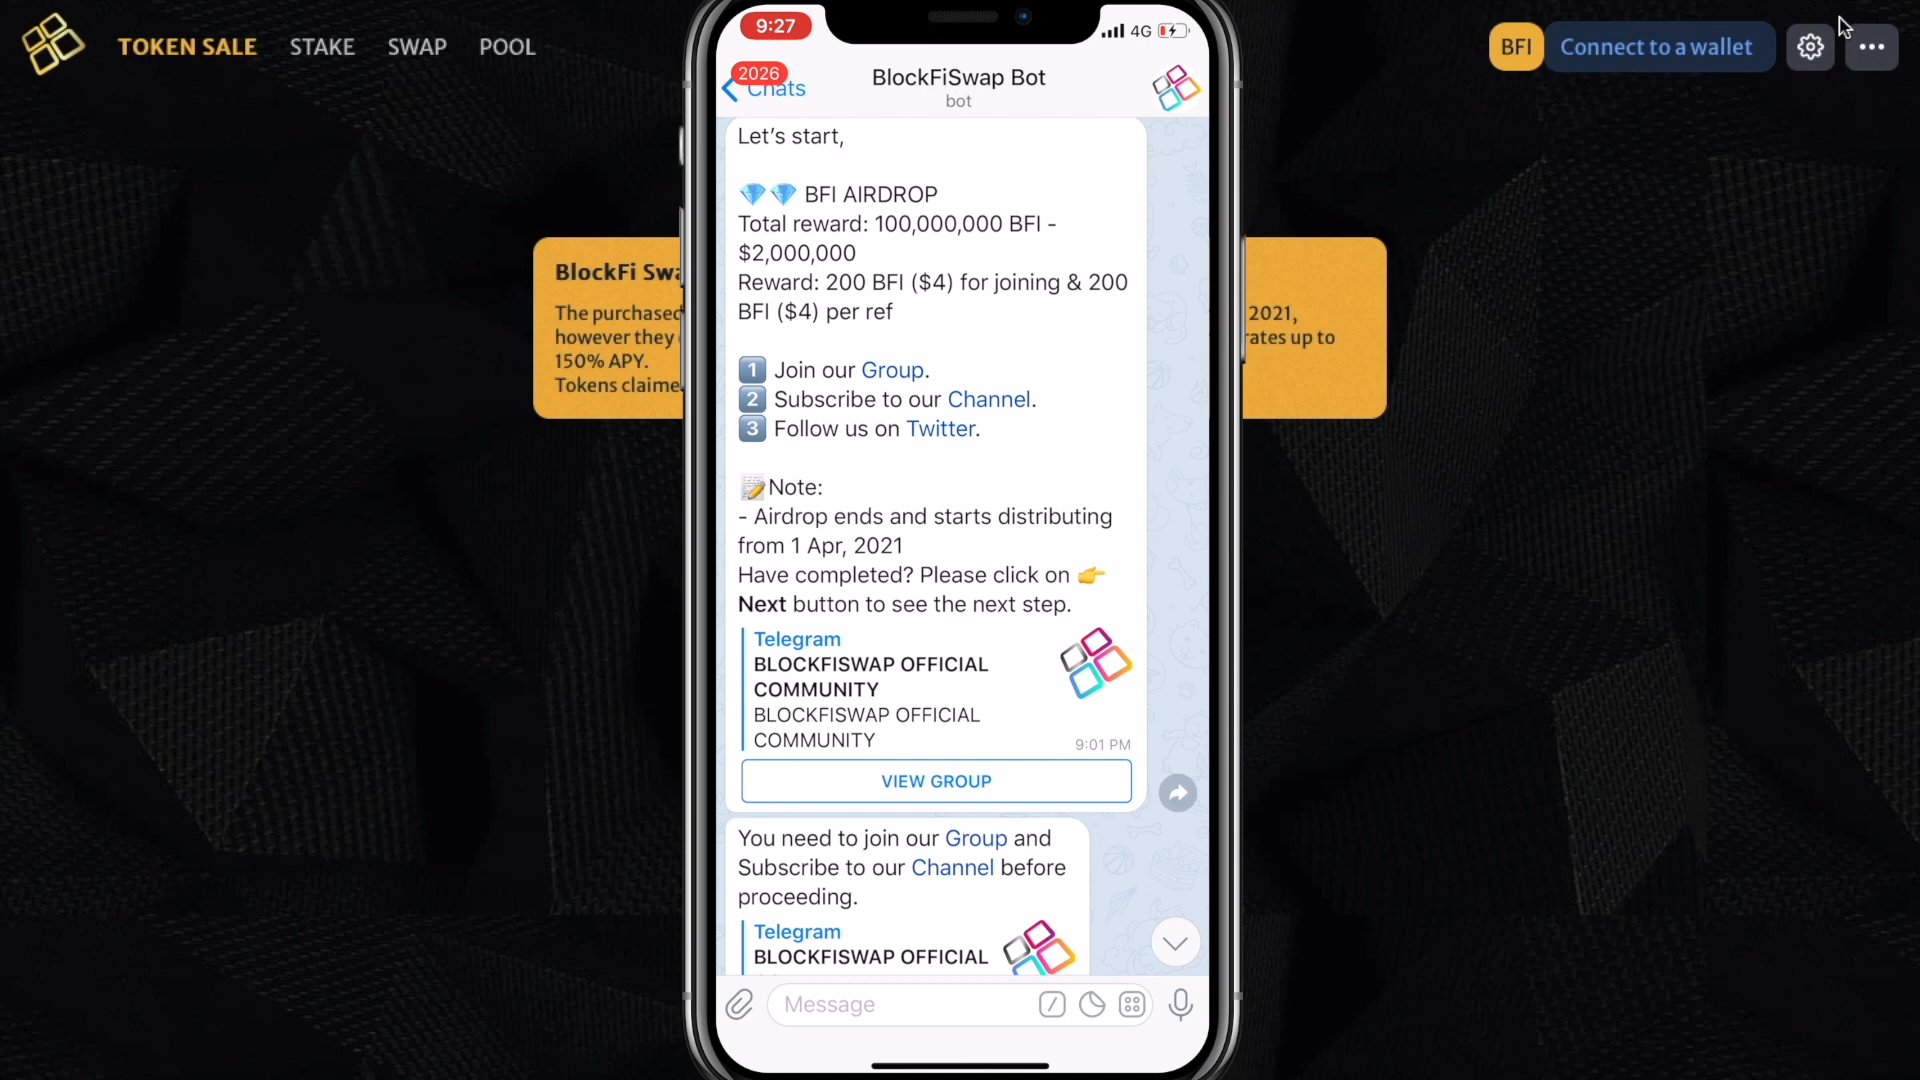 TOKEN SALE STAKE SWAP POOL
BFI Connect to a wallet
9:27
4G
2026
Chats
BlockFiSwap Bot
bot
Let's start,
💎💎 BFI AIRDROP
Total reward: 100,000,000 BFI -
$2,000,000
Reward: 200 BFI ($4) for joining & 200
BFI ($4) per ref
1 Join our Group.
2 Subscribe to our Channel.
3 Follow us on Twitter.
📝Note:
- Airdrop ends and starts distributing
from 1 Apr, 2021
Have completed? Please click on 👉
Next button to see the next step.
Telegram
BLOCKFISWAP OFFICIAL
COMMUNITY
BLOCKFISWAP OFFICIAL
COMMUNITY
9:01 PM
VIEW GROUP
You need to join our Group and
Subscribe to our Channel before
proceeding.
Telegram
BLOCKFISWAP OFFICIAL
Message
BlockFi
The purchased
however they
150% APY.
Tokens
2021,
rates up to